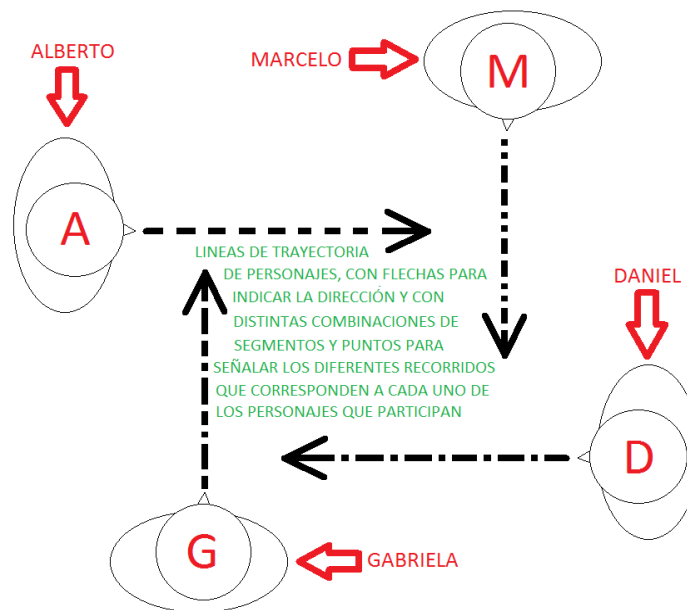 ALBERTO
MARCELO
M
A
LINEAS DE TRAYECTORIA
DE PERSONAJES, CON FLECHAS PARA
INDICAR LA DIRECCIÓN Y CON
DISTINTAS COMBINACIONES DE
SEGMENTOS Y PUNTOS PARA
SEÑALAR LOS DIFERENTES RECORRIDOS
QUE CORRESPONDEN A CADA UNO DE
LOS PERSONAJES QUE PARTICIPAN
DANIEL
D
G
GABRIELA